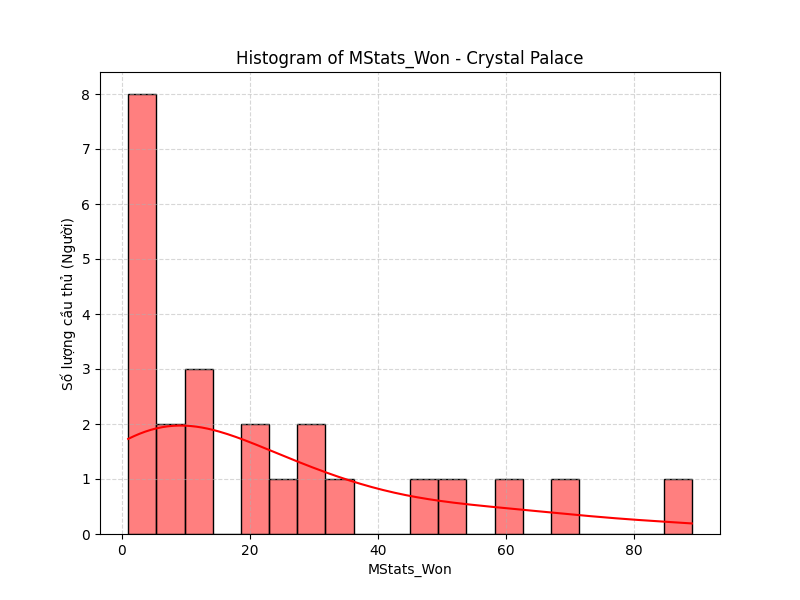 Histogram of MStats_Won - Crystal Palace
Số lượng cầu thủ (Người)
8
7
6
5
4
3
2
1
0
0 20 40 60 80
MStats_Won